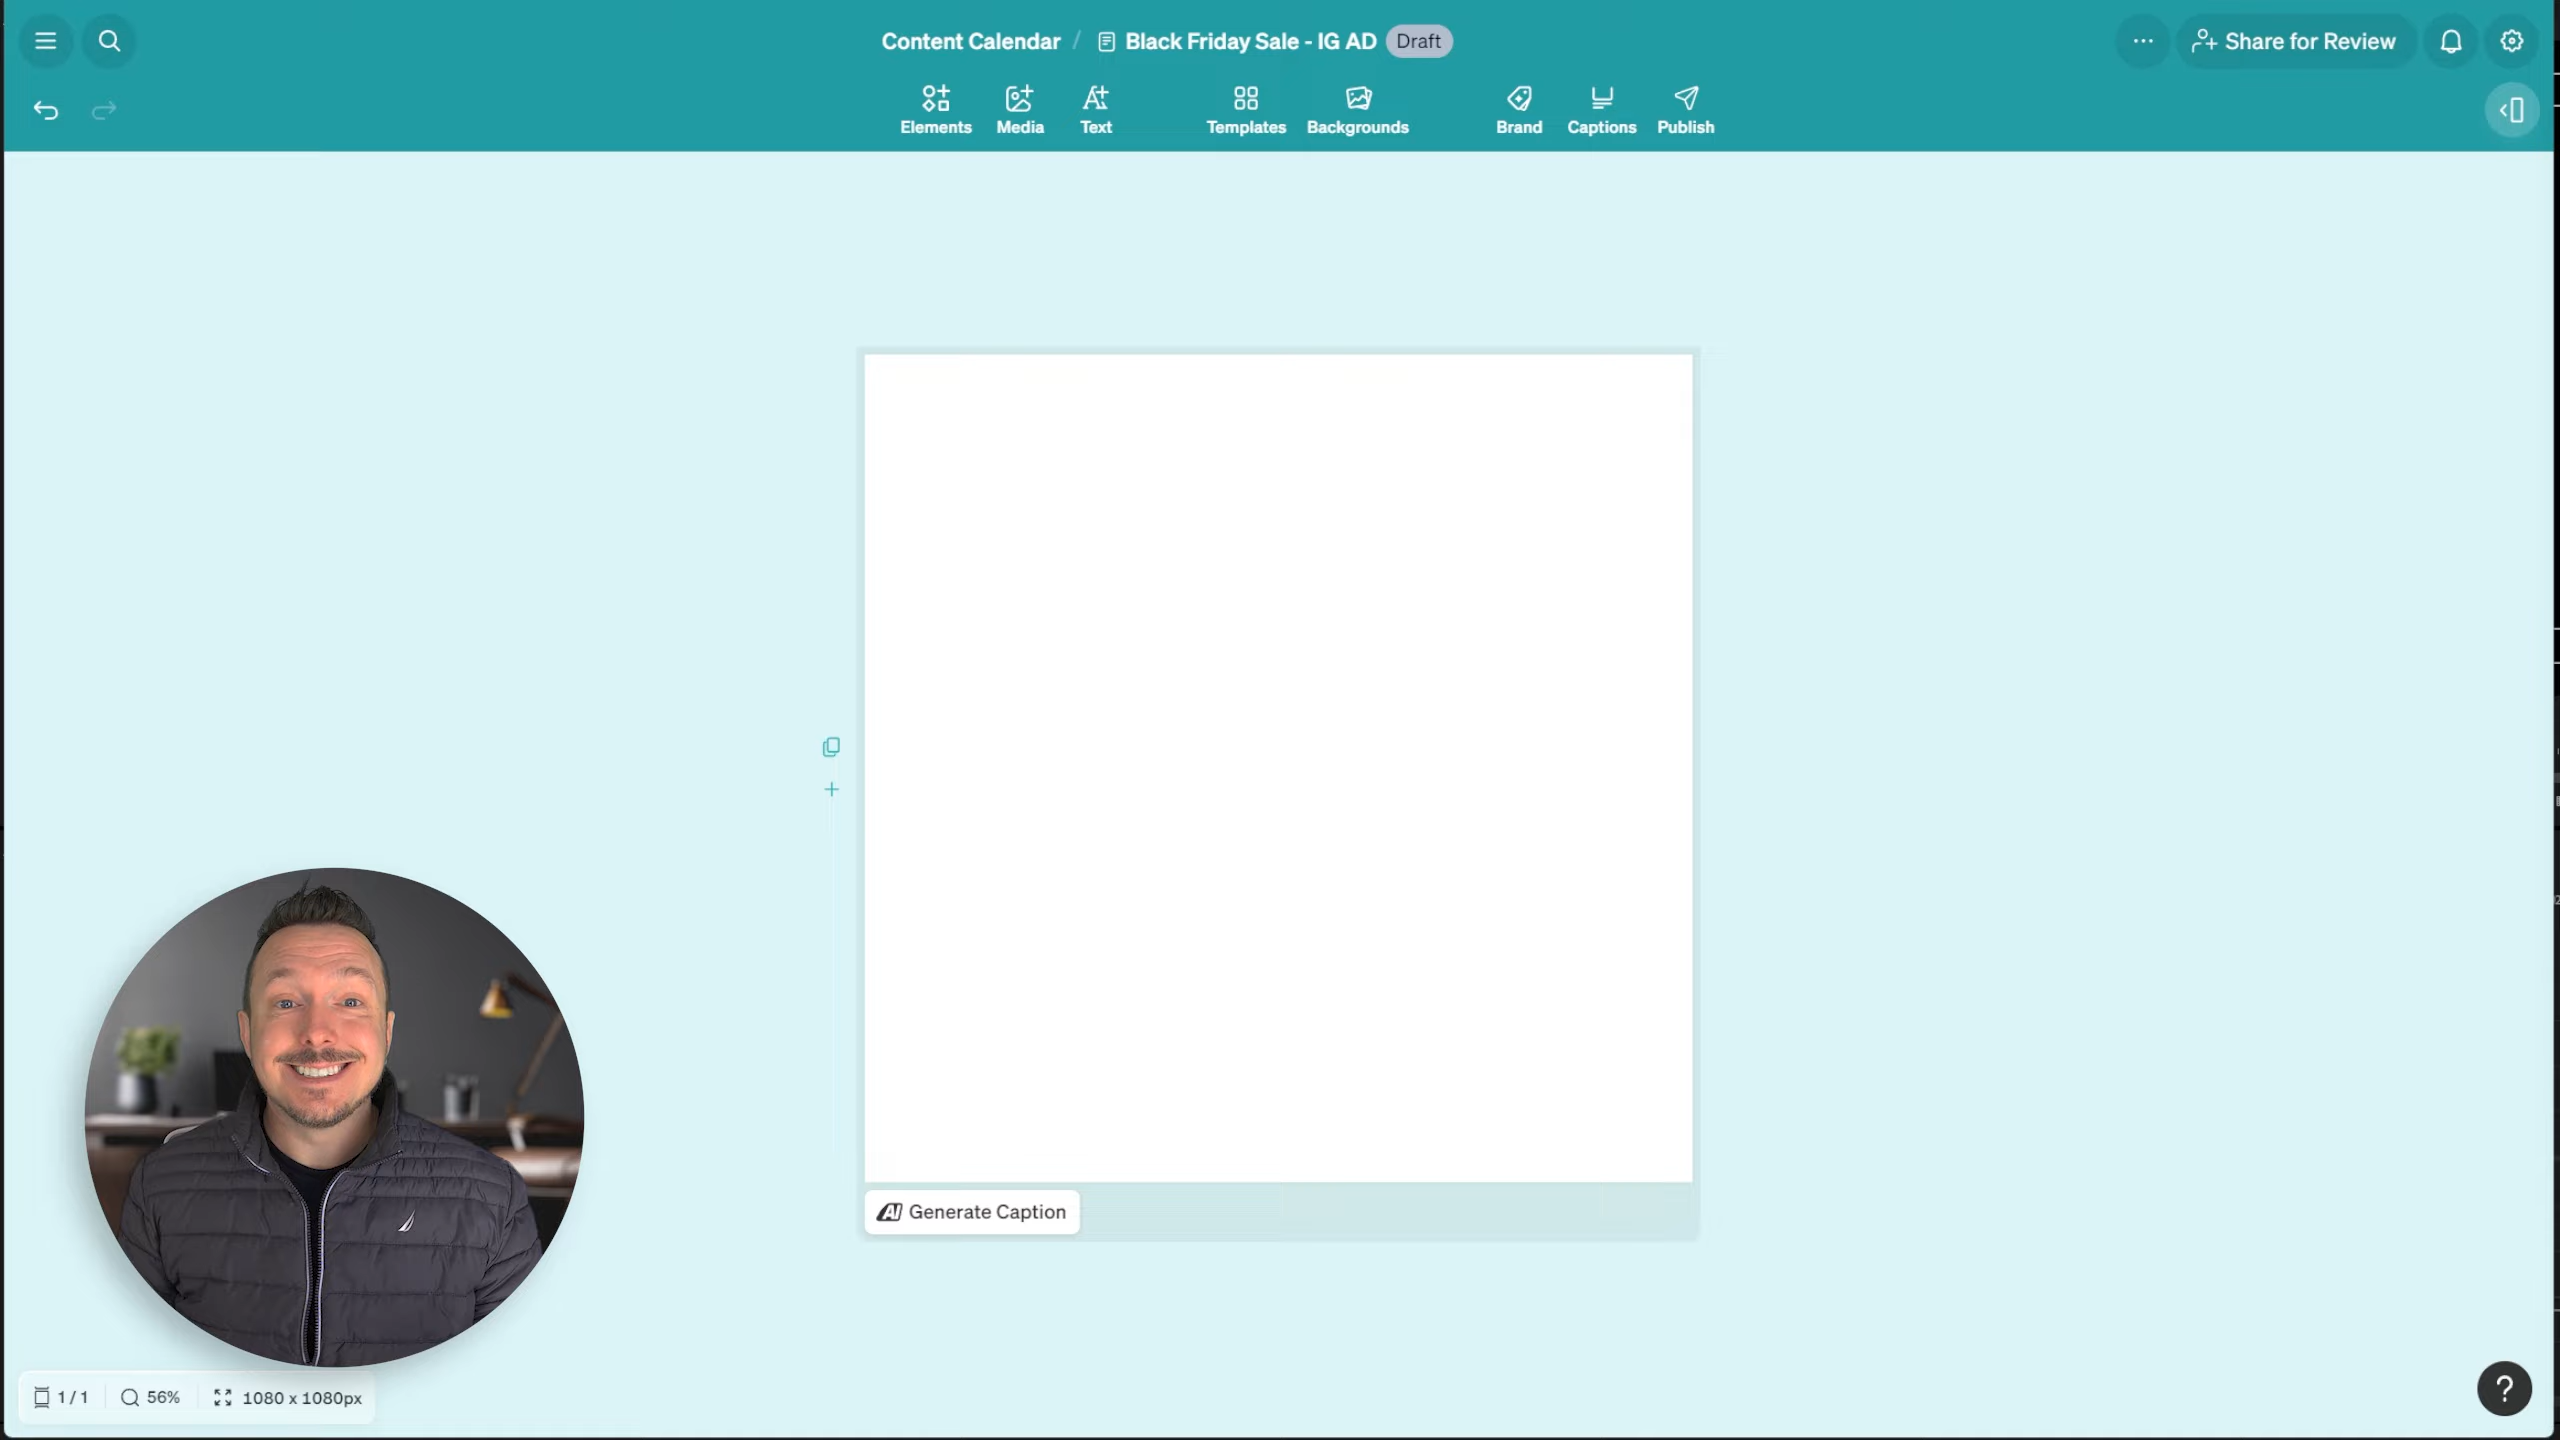 Content Calendar / Black Friday Sale - IG AD Draft
Share for Review
Elements Media Text Templates Backgrounds Brand Captions Publish
AI Generate Caption
1 / 1 56% 1080 x 1080px
?